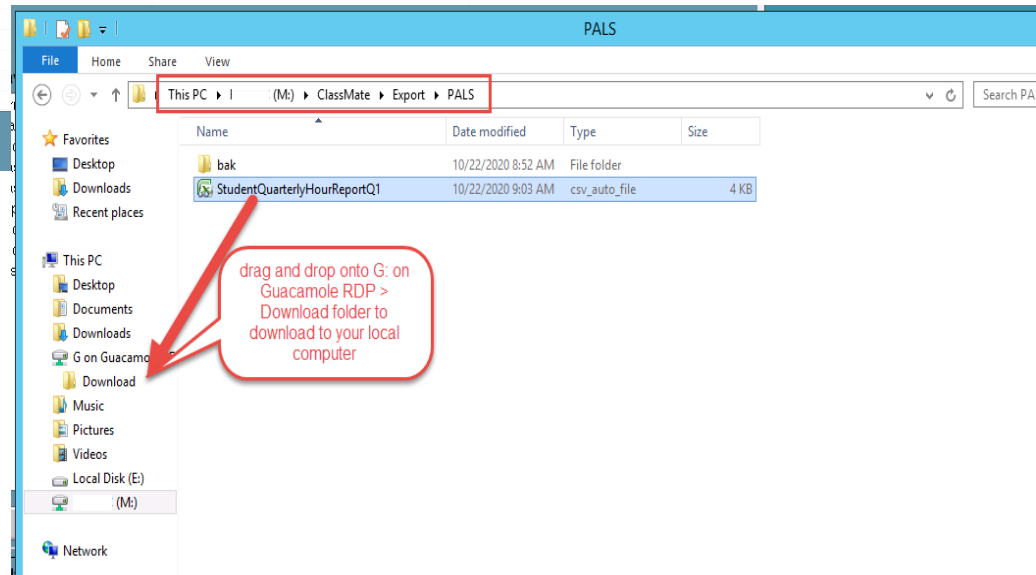 PALS
File Home Share View
This PC (M:) ClassMate Export PALS
Search PA
Name Date modified Type Size
Favorites
Desktop
Downloads
Recent places
bak 10/22/2020 8:52 AM File folder
StudentQuarterlyHourReportQ1 10/22/2020 9:03 AM csv_auto_file 4 KB
This PC
Desktop
Documents
Downloads
G on Guacamo
Download
Music
Pictures
Videos
Local Disk (E:)
(M:)
Network
drag and drop onto G: on
Guacamole RDP >
Download folder to
download to your local
computer